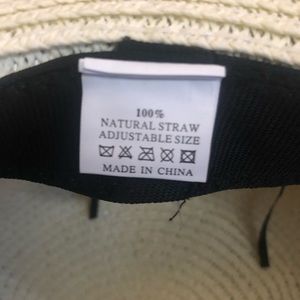 100%
NATURAL STRAW
ADJUSTABLE SIZE
MADE IN CHINA